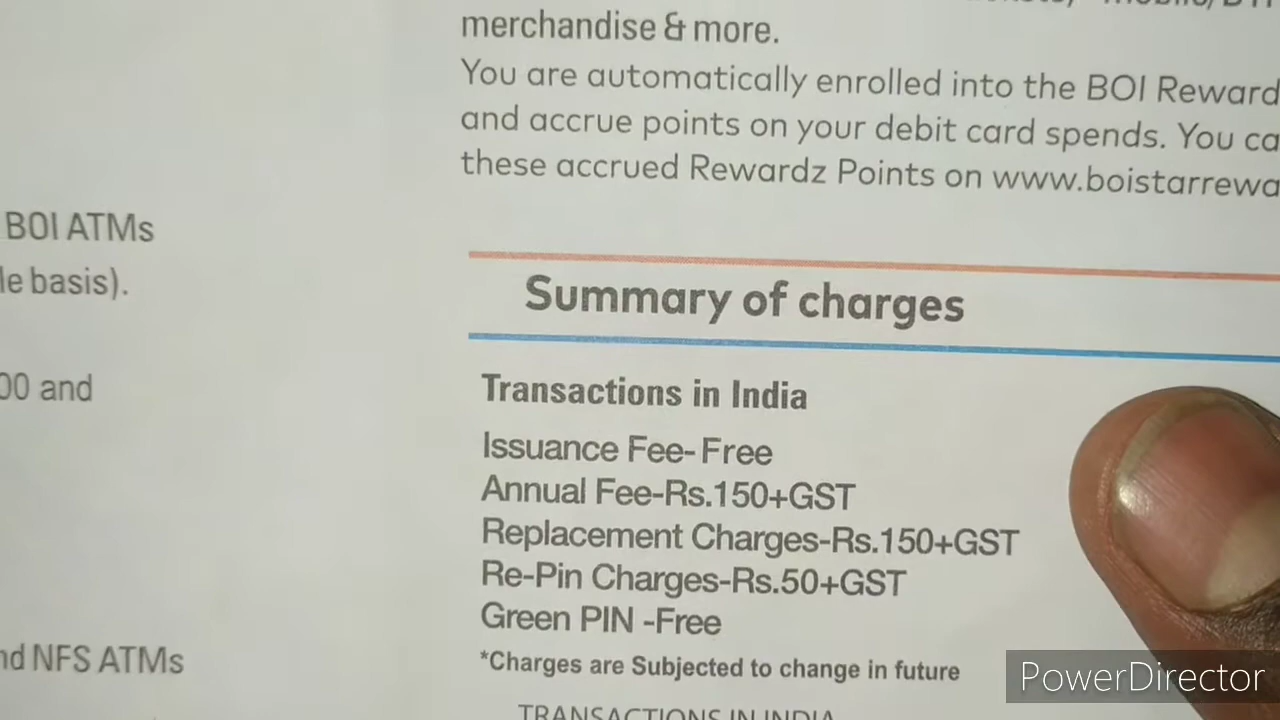 merchandise & more.
You are automatically enrolled into the BOI Reward
and accrue points on your debit card spends. You ca
these accrued Rewardz Points on www.boistarrewa
BOI ATMs
le basis).
Summary of charges
00 and
Transactions in India
Issuance Fee-Free
Annual Fee-Rs.150+GST
Replacement Charges-Rs.150+GST
Re-Pin Charges-Rs.50+GST
Green PIN -Free
nd NFS ATMs
*Charges are Subjected to change in future
TRANSACTIONS IN INDIA
PowerDirector